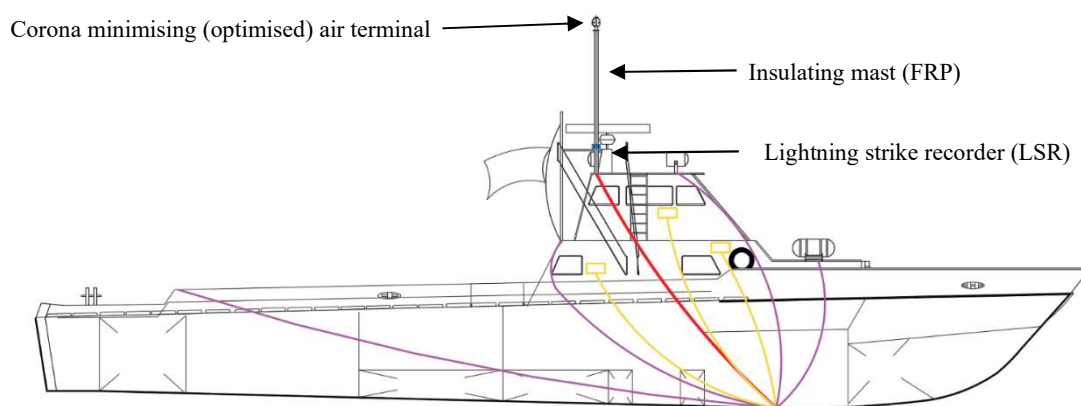 Corona minimising (optimised) air terminal
Insulating mast (FRP)
Lightning strike recorder (LSR)